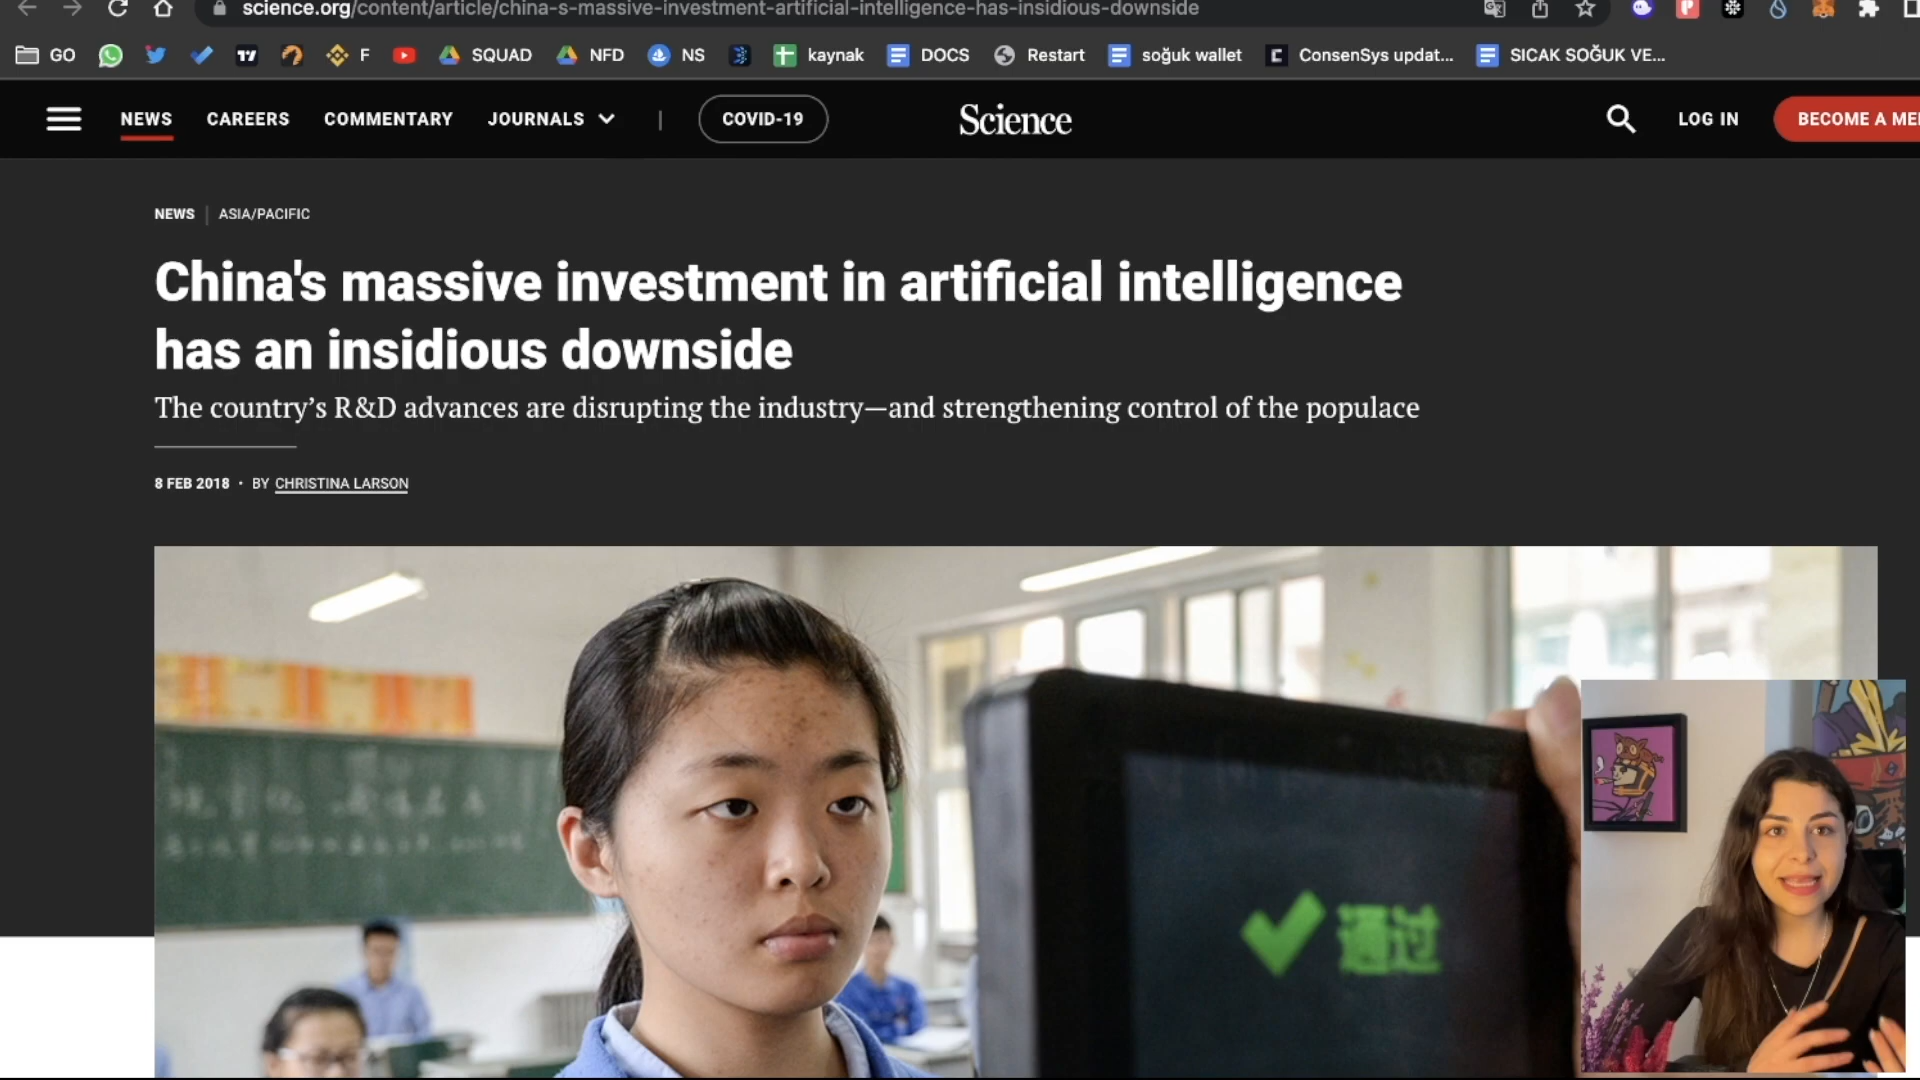 science.org/content/article/china-s-massive-investment-artificial-intelligence-has-insidious-downside
GO F SQUAD NFD NS kaynak DOCS Restart soğuk wallet ConsenSys updat... SICAK SOĞUK VE...
NEWS CAREERS COMMENTARY JOURNALS | COVID-19 Science LOG IN BECOME A ME
NEWS | ASIA/PACIFIC
China's massive investment in artificial intelligence
has an insidious downside
The country’s R&D advances are disrupting the industry—and strengthening control of the populace
8 FEB 2018 · BY CHRISTINA LARSON
通过